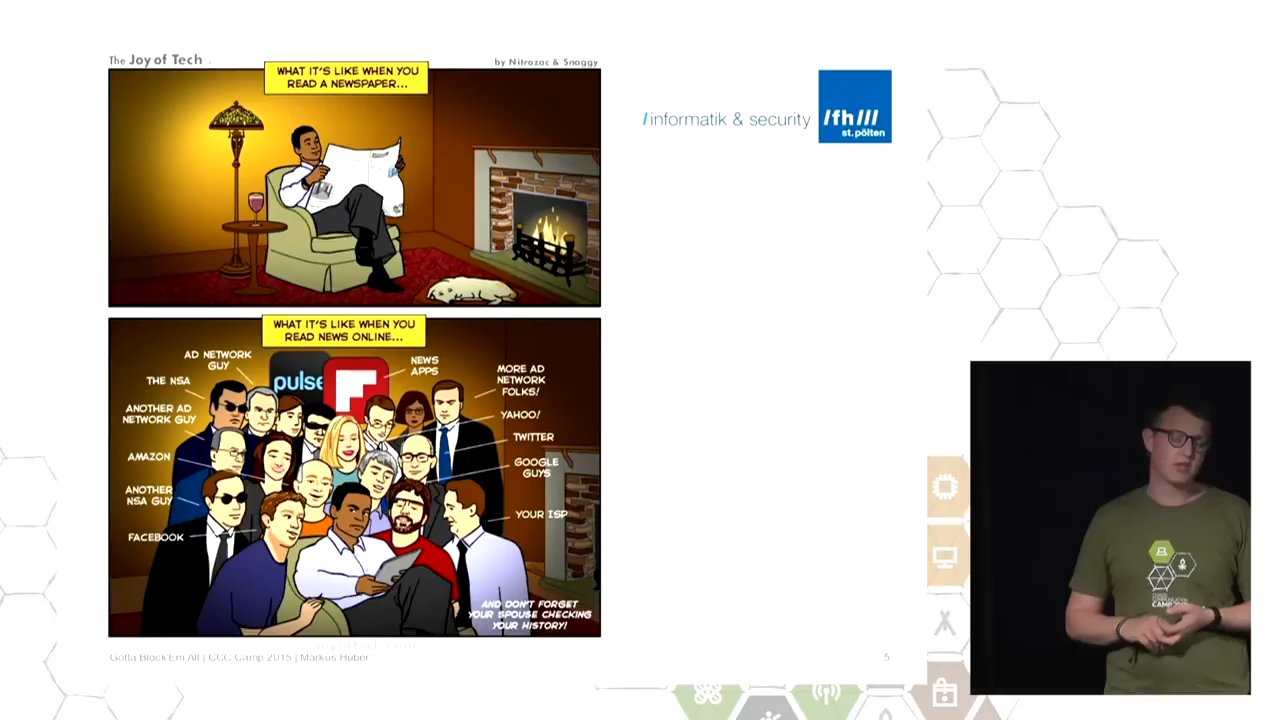 The Joy of Tech
by Nitrozac & Snaggy
WHAT IT'S LIKE WHEN YOU
READ A NEWSPAPER...
/informatik & security
/fh///
st.pölten
WHAT IT'S LIKE WHEN YOU
READ NEWS ONLINE...
AD NETWORK
GUY
THE NSA
ANOTHER AD
NETWORK GUY
AMAZON
ANOTHER
NSA GUY
FACEBOOK
pulse
NEWS
APPS
MORE AD
NETWORK
FOLKS!
YAHOO!
TWITTER
GOOGLE
GUYS
YOUR ISP
AND DON'T FORGET
YOUR SPOUSE CHECKING
YOUR HISTORY!
joyoftech.com
Gotta Block'Em All | CCC Camp 2015 | Markus Huber
5